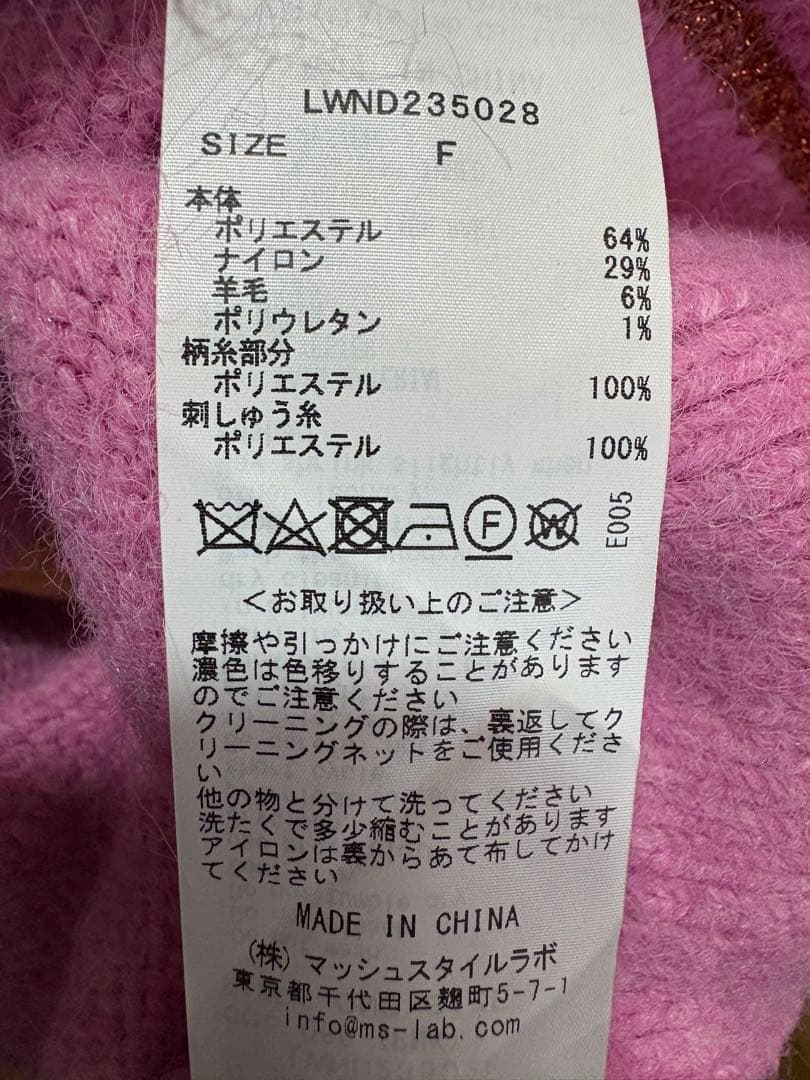 LWND235028
SIZE F
本体
ポリエステル 64%
ナイロン 29%
羊毛 6%
ポリウレタン 1%
柄糸部分
ポリエステル 100%
刺しゅう糸
ポリエステル 100%
F W E005
<お取り扱い上のご注意>
摩擦や引っかけにご注意ください
濃色は色移りすることがあります
のでご注意ください
クリーニングの際は、裏返してク
リーニングネットをご使用くださ
い
他の物と分けて洗ってください
洗たくで多少縮むことがあります
アイロンは裏からあて布してかけ
てください
MADE IN CHINA
(株)マッシュスタイルラボ
東京都千代田区麹町5-7-1
info@ms-lab.com